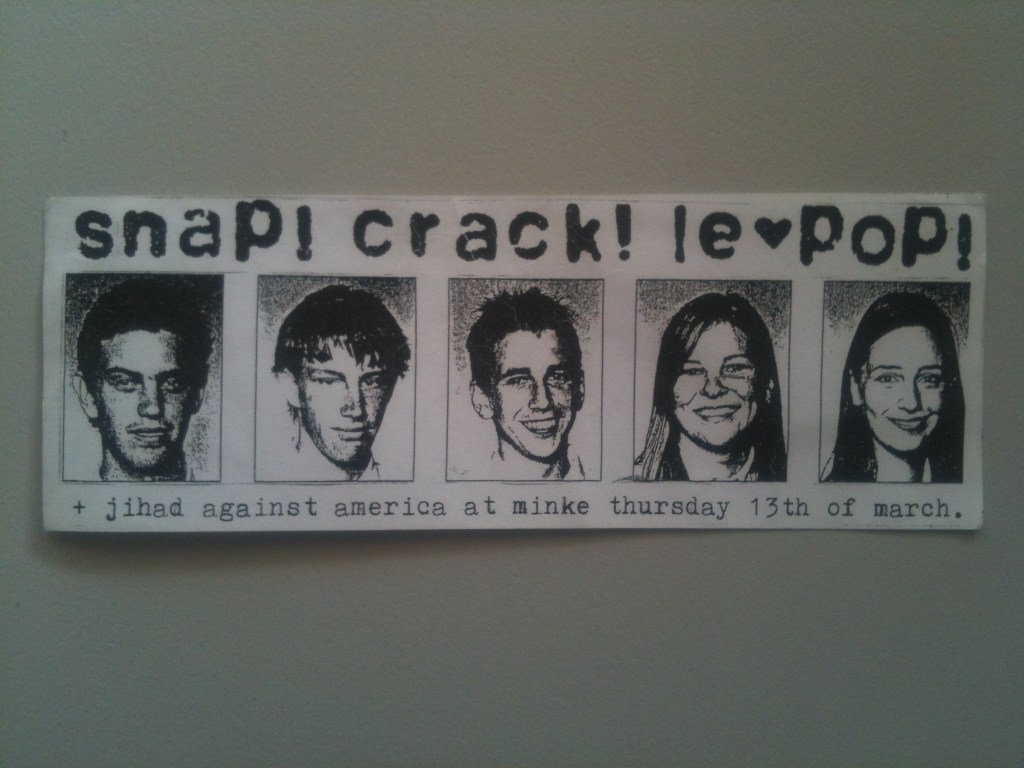 snap! crack! le♥pop!
+ jihad against america at minke thursday 13th of march.